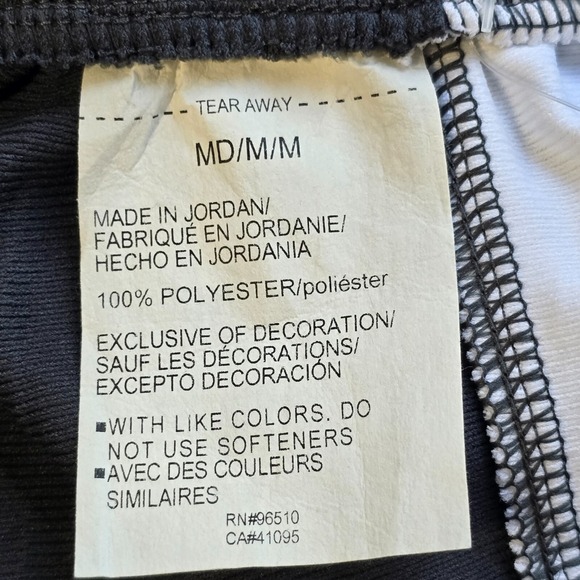 TEAR AWAY
MD/M/M
MADE IN JORDAN/
FABRIQUÉ EN JORDANIE/
HECHO EN JORDANIA
100% POLYESTER/poliéster
EXCLUSIVE OF DECORATION/
SAUF LES DÉCORATIONS/
EXCEPTO DECORACIÓN
▪WITH LIKE COLORS. DO
NOT USE SOFTENERS
▪AVEC DES COULEURS
SIMILAIRES
RN#96510
CA#41095